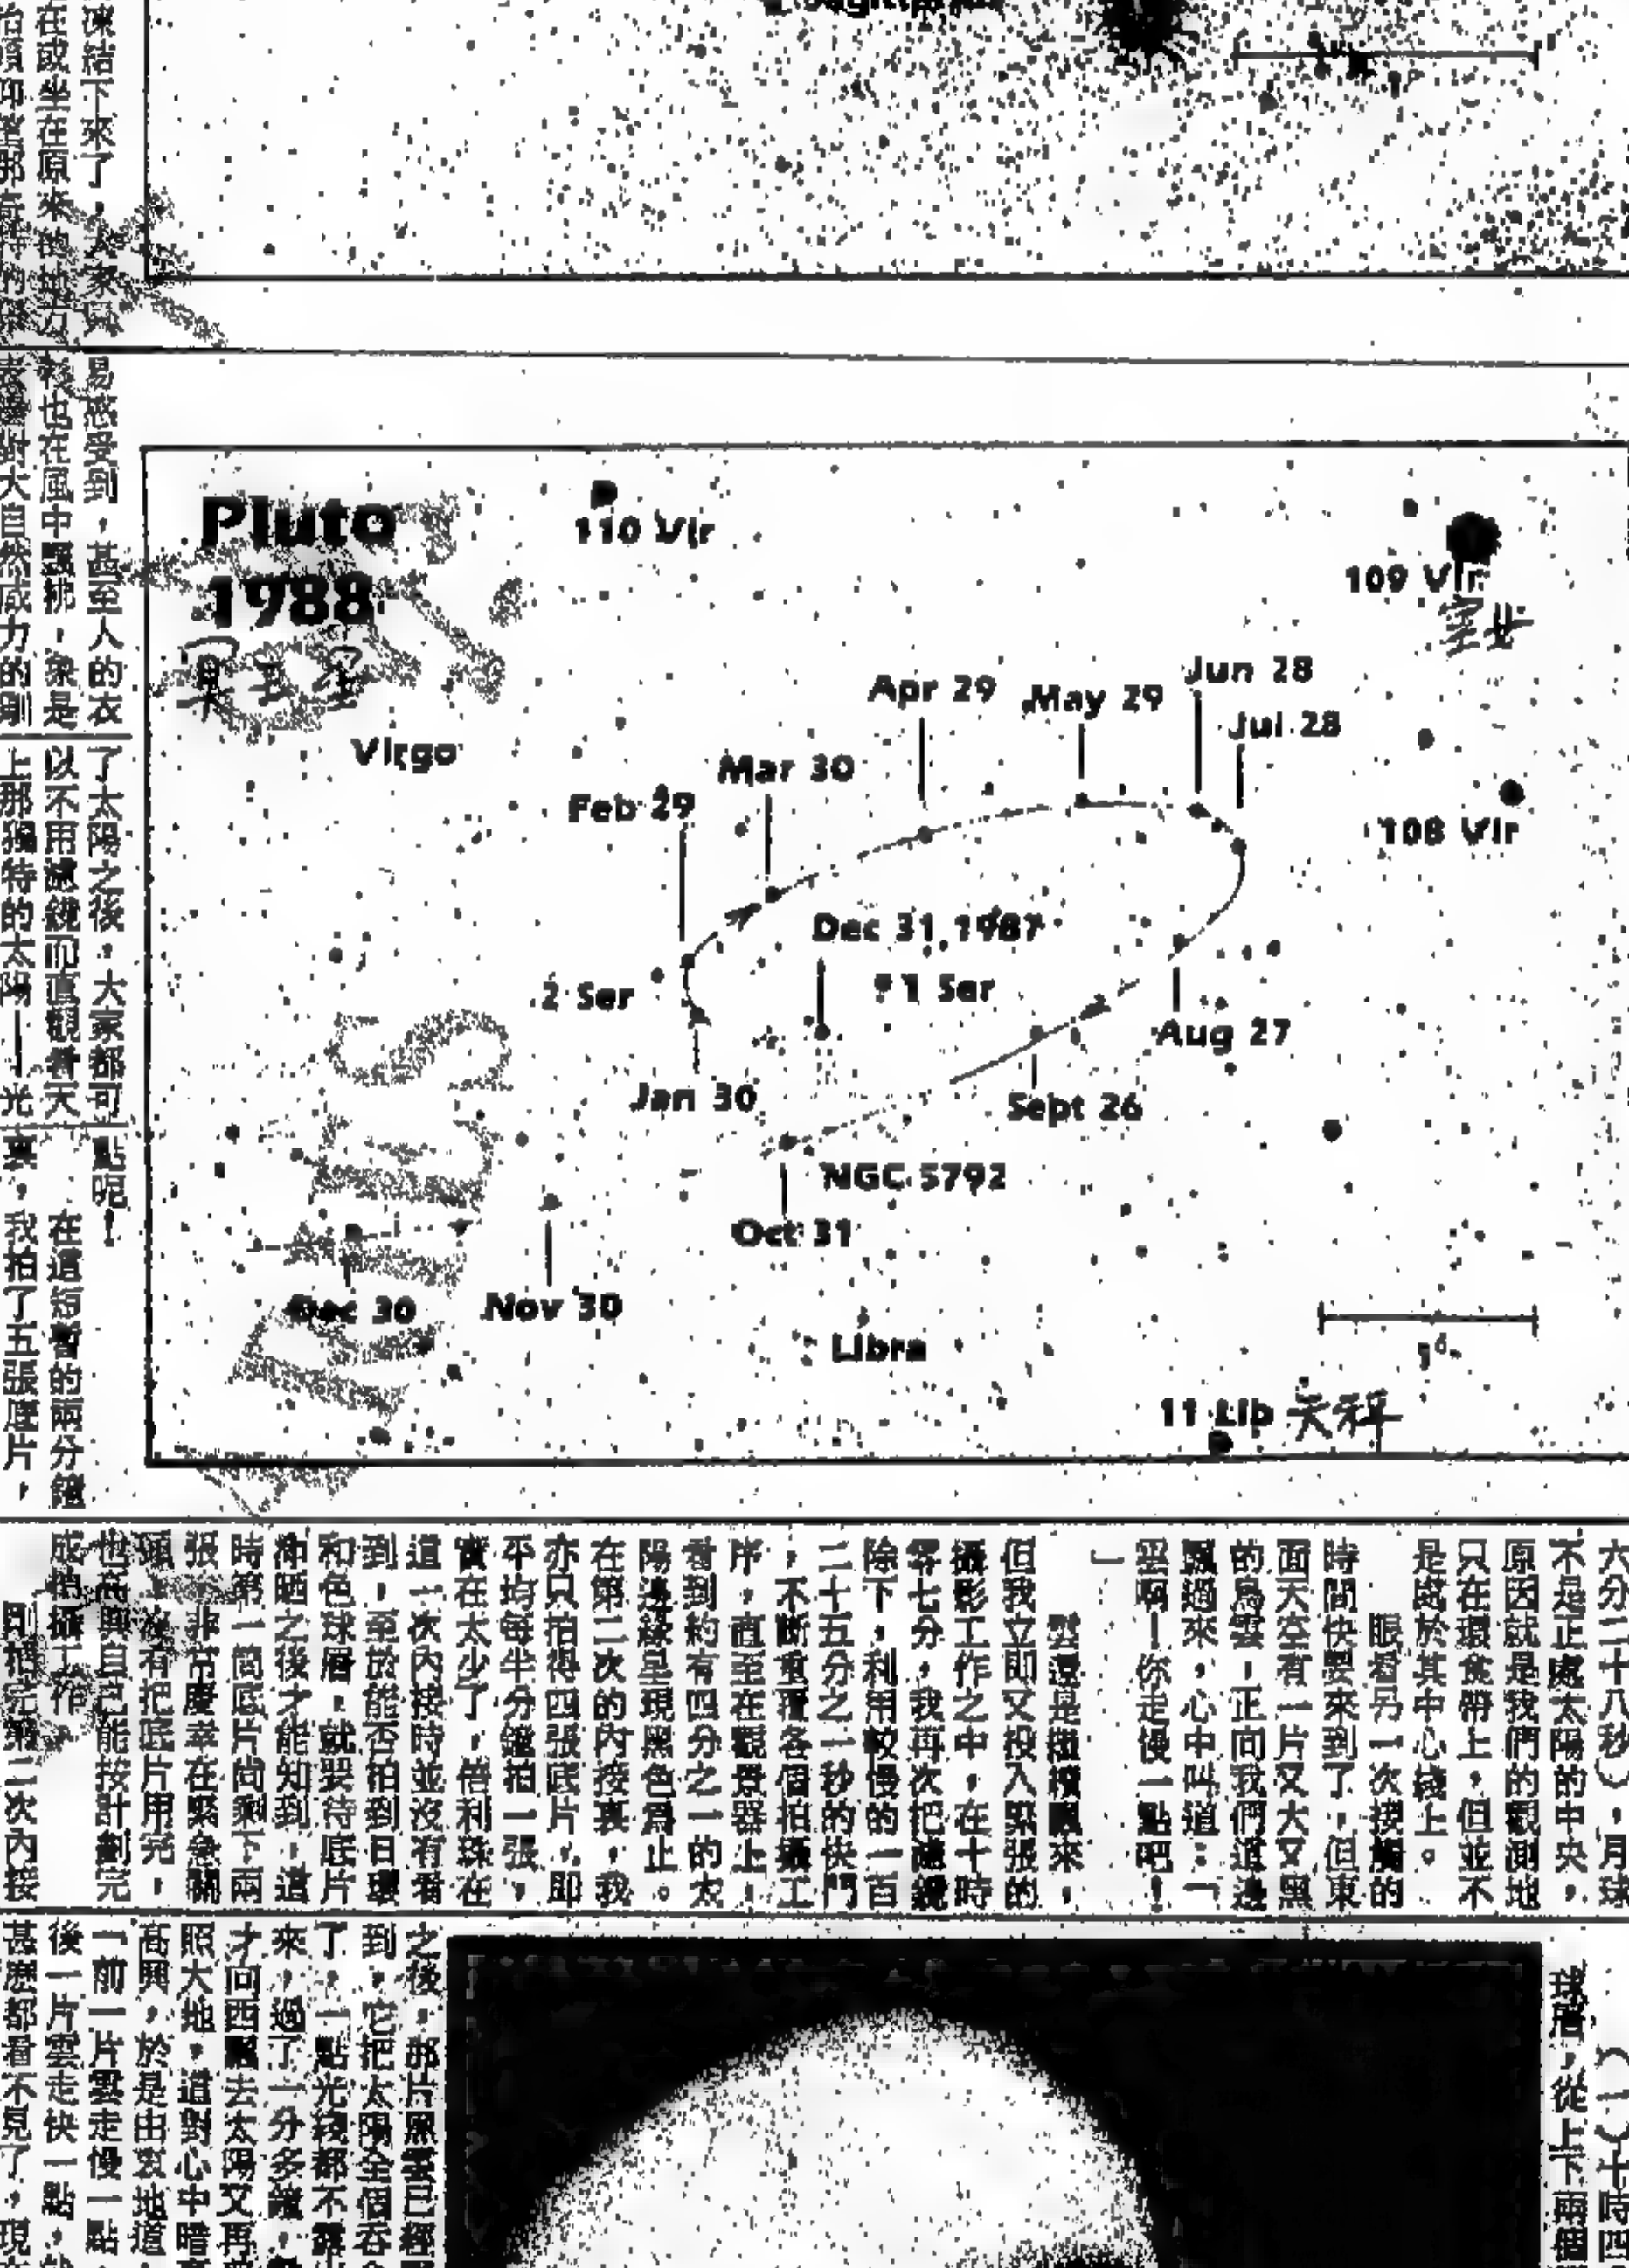 凍結下來了，人家
在或坐在原來的地方
易感受到，甚至人的衣
也在風中飄拂，象是
表露對大自然威力的
了太陽之後，大家都可
以不用濾鏡而直觀看天
上那獨特的太陽——光
點呢！
在這短暫的兩分鐘
裏，我拍了五張底片，
Pluto
1988
冥王星
110 Vir
109 Vir
室女
Virgo
Jun 28
Apr 29
May 29
Jul 28
Mar 30
Feb 29
108 Vir
Dec 31, 1987
2 Ser
1 Ser
Aug 27
Jan 30
Sept 26
NGC 5792
Oct 31
Dec 30
Nov 30
Libra
1°
11 Lib
天秤
六分二十八秒），月球
不是正處太陽的中央，
原因就是我們的觀測地
只在環食帶上，但並不
是處於其中心綫上。
眼看另一次接觸的
時間快要來到了，但東
面天空有一片又大又黑
的烏雲，正向我們這邊
飄過來，心中叫道：「
雲啊！你走慢一點吧！
」
雲還是飄來，
但我立即又投入緊張的
攝影工作之中，在十時
零七分，我再次把濾鏡
除下，利用較慢的一百
二十五分之一秒的快門
，不斷重覆各個拍攝工
序，直至在觀景器上，
看到約有四分之一的太
陽邊緣呈現黑色爲止。
在第二次的內接裏，我
亦只拍得四張底片，即
平均每半分鐘拍一張，
實在太少了，倍利珠在
這一次內接時並沒有看
到，至於能否拍到日珥
和色球層，就要待底片
沖晒之後才能知到，這
時第一筒底片尚剩下兩
張，非常慶幸在緊急關
頭，沒有把底片用完，
也高興自己能按計劃完
成拍攝工作。
剛拍完第二次內接
（一）十時四
球層，從上下兩個
之後，那片黑雲已經
到，它把太陽全個吞
了，一點光綫都不露
來，過了一分多鐘，
才向西飄去太陽又再
照大地，這對心中暗
高興，於是由衷地道
「前一片雲走慢一點，
後一片雲走快一點，
甚麽都看不見了，現